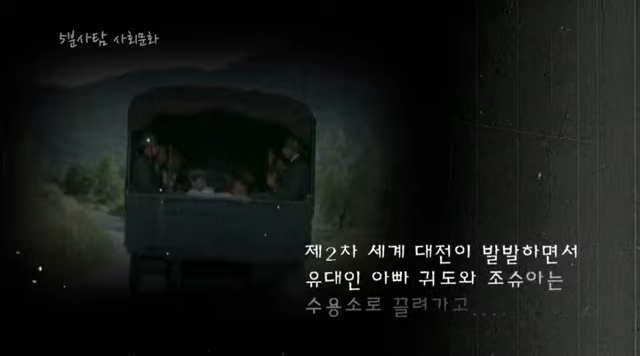 5분사탐 사회문화
제2차 세계 대전이 발발하면서
유대인 아빠 귀도와 조슈아는
수용소로 끌려가고.....